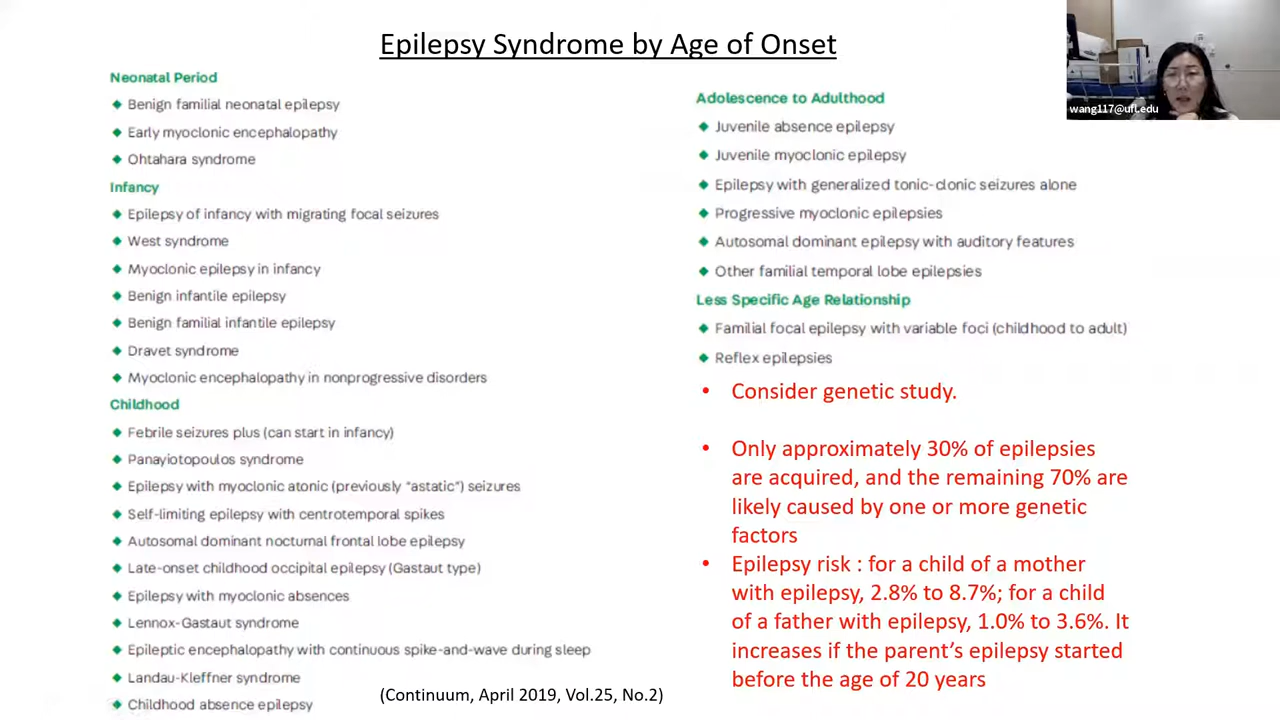 Epilepsy Syndrome by Age of Onset
wang117@ufl.edu
Neonatal Period
Benign familial neonatal epilepsy
Early myoclonic encephalopathy
Ohtahara syndrome
Infancy
Epilepsy of infancy with migrating focal seizures
West syndrome
Myoclonic epilepsy in infancy
Benign infantile epilepsy
Benign familial infantile epilepsy
Dravet syndrome
Myoclonic encephalopathy in nonprogressive disorders
Childhood
Febrile seizures plus (can start in infancy)
Panayiotopoulos syndrome
Epilepsy with myoclonic atonic (previously "astatic") seizures
Self-limiting epilepsy with centrotemporal spikes
Autosomal dominant nocturnal frontal lobe epilepsy
Late-onset childhood occipital epilepsy (Gastaut type)
Epilepsy with myoclonic absences
Lennox-Gastaut syndrome
Epileptic encephalopathy with continuous spike-and-wave during sleep
Landau-Kleffner syndrome
Childhood absence epilepsy
Adolescence to Adulthood
Juvenile absence epilepsy
Juvenile myoclonic epilepsy
Epilepsy with generalized tonic-clonic seizures alone
Progressive myoclonic epilepsies
Autosomal dominant epilepsy with auditory features
Other familial temporal lobe epilepsies
Less Specific Age Relationship
Familial focal epilepsy with variable foci (childhood to adult)
Reflex epilepsies
• Consider genetic study.
• Only approximately 30% of epilepsies
are acquired, and the remaining 70% are
likely caused by one or more genetic
factors
• Epilepsy risk : for a child of a mother
with epilepsy, 2.8% to 8.7%; for a child
of a father with epilepsy, 1.0% to 3.6%. It
increases if the parent's epilepsy started
before the age of 20 years
(Continuum, April 2019, Vol.25, No.2)